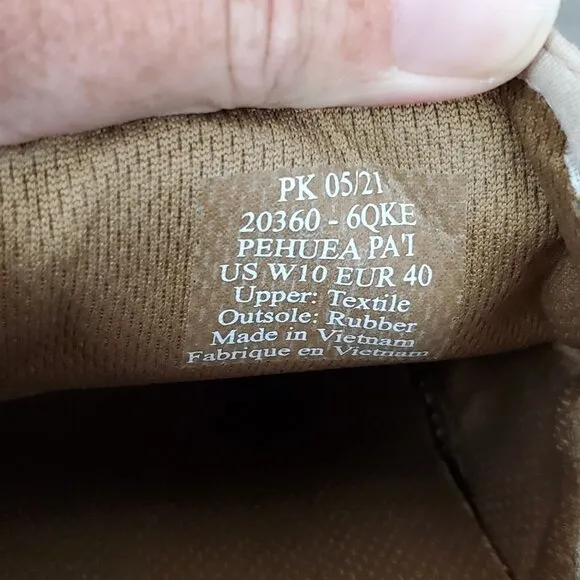 PK 05/21
20360 - 6QKE
PEHUEA PA'I
US W10 EUR 40
Upper: Textile
Outsole: Rubber
Made in Vietnam
Fabrique en Vietnam